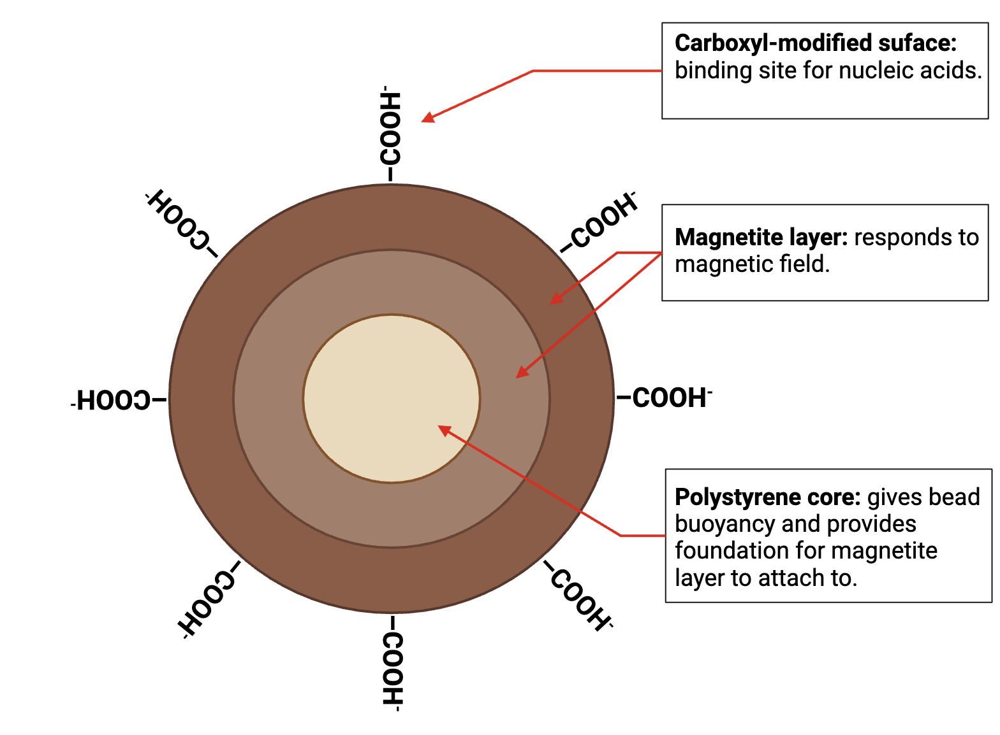 Carboxyl-modified suface:
binding site for nucleic acids.
–COOH-
–COOH-
–COOH-
Magnetite layer: responds to
magnetic field.
–COOH-
–COOH-
Polystyrene core: gives bead
buoyancy and provides
foundation for magnetite
layer to attach to.
–COOH-
–COOH-
–COOH-